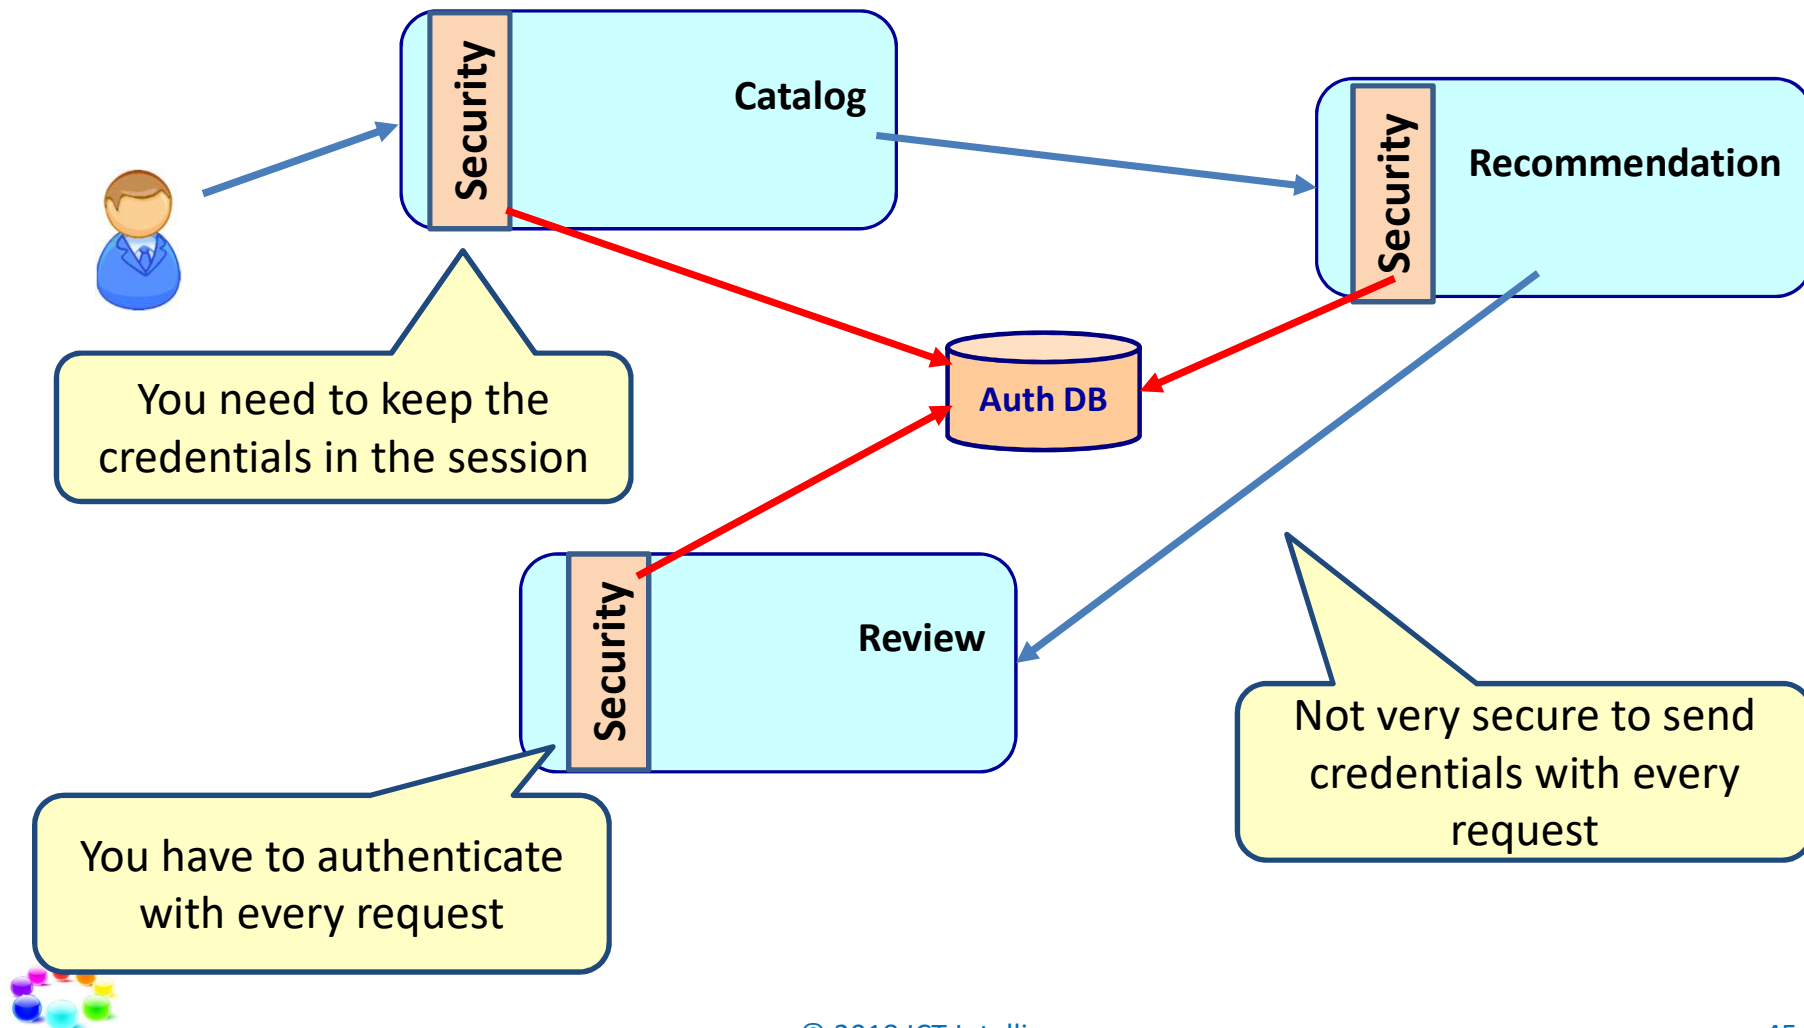 Security
Catalog
Security
Recommendation
You need to keep the
credentials in the session
Auth DB
Security
Review
Not very secure to send
credentials with every
request
You have to authenticate
with every request